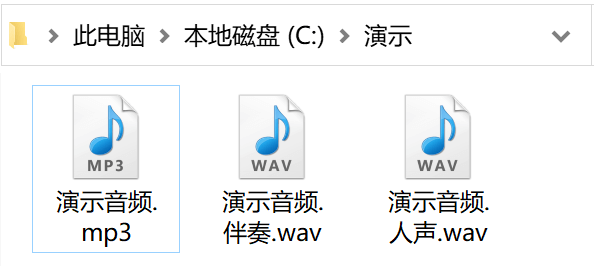 此电脑 > 本地磁盘 (C:) > 演示
MP3
WAV
WAV
演示音频.
mp3
演示音频.
伴奏.wav
演示音频.
人声.wav